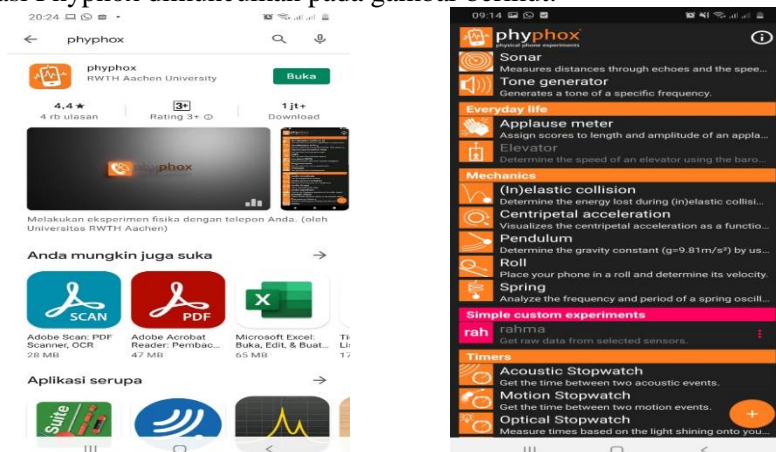 asi Phyphox dimunculkan pada gambar berikut.
20:24
phyphox
phyphox
RWTH Aachen University
Buka
4,4★
4 rb ulasan
3+
Rating 3+
1 jt+
Download
phyphox
Melakukan eksperimen fisika dengan telepon Anda. (oleh
Universitas RWTH Aachen)
Anda mungkin juga suka
SCAN
PDF
Adobe Scan: PDF
Scanner, OCR
28 MB
Adobe Acrobat
Reader: Pembac...
47 MB
Microsoft Excel:
Buka, Edit, & Buat...
65 MB
Aplikasi serupa
Suite
09:14
phyphox
physical phone experiments
Sonar
Measures distances through echoes and the spee...
Tone generator
Generates a tone of a specific frequency.
Everyday life
Applause meter
Assign scores to length and amplitude of an appla...
Elevator
Determine the speed of an elevator using the baro...
Mechanics
(In)elastic collision
Determine the energy lost during (in)elastic collisi...
Centripetal acceleration
Visualizes the centripetal acceleration as a functio...
Pendulum
Determine the gravity constant (g=9.81m/s²) by us...
Roll
Place your phone in a roll and determine its velocity.
Spring
Analyze the frequency and period of a spring oscill...
Simple custom experiments
rah
rahma
Get raw data from selected sensors.
Timers
Acoustic Stopwatch
Get the time between two acoustic events.
Motion Stopwatch
Get the time between two motion events.
Optical Stopwatch
Measure times based on the light shining onto you...